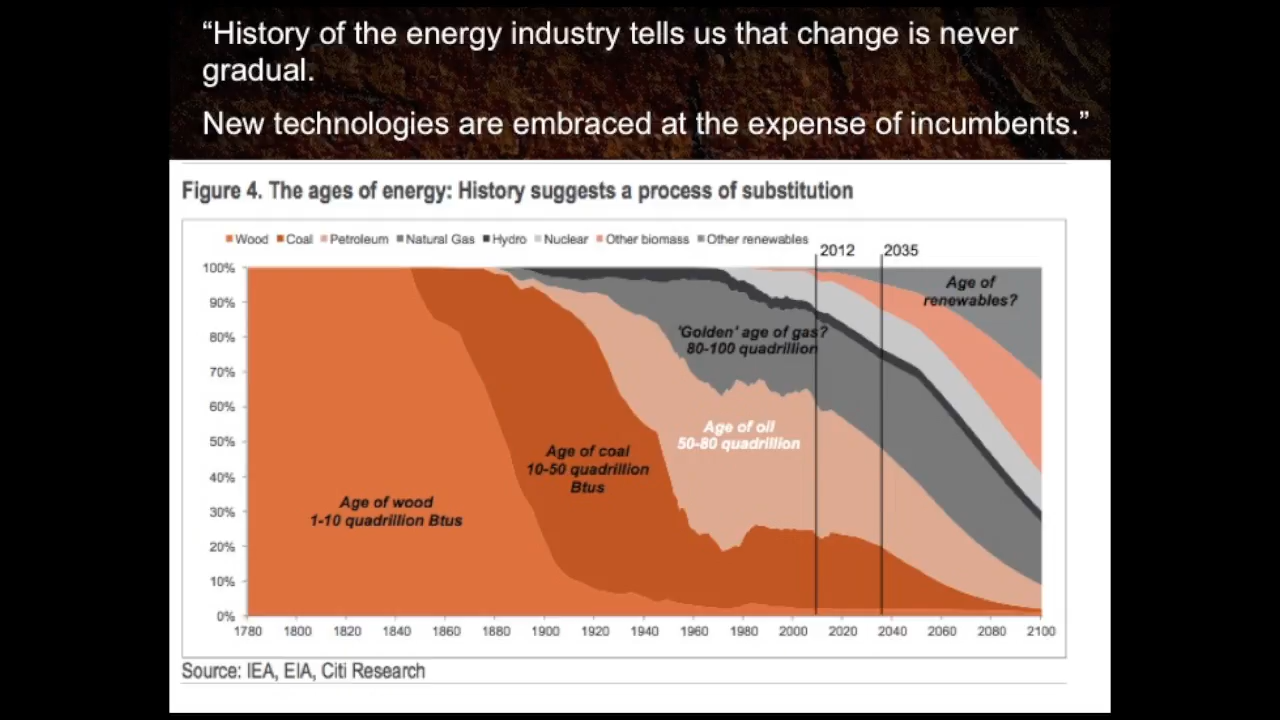 “History of the energy industry tells us that change is never
gradual.
New technologies are embraced at the expense of incumbents.”
Figure 4. The ages of energy: History suggests a process of substitution
Wood Coal Petroleum Natural Gas Hydro Nuclear Other biomass Other renewables
2012 2035
100%
90%
80%
70%
60%
50%
40%
30%
20%
10%
0%
Age of
renewables?
'Golden' age of gas?
80-100 quadrillion
Age of oil
50-80 quadrillion
Age of coal
10-50 quadrillion
Btus
Age of wood
1-10 quadrillion Btus
1780 1800 1820 1840 1860 1880 1900 1920 1940 1960 1980 2000 2020 2040 2060 2080 2100
Source: IEA, EIA, Citi Research